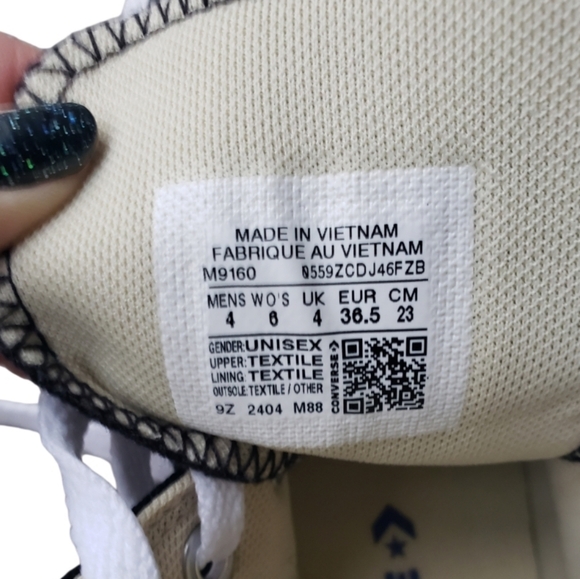 MADE IN VIETNAM
FABRIQUE AU VIETNAM
M9160 0559ZCDJ46FZB
MENS WO'S UK EUR CM
4 6 4 36.5 23
GENDER:UNISEX
UPPER:TEXTILE
LINING:TEXTILE
OUTSOLE:TEXTILE / OTHER
CONVERSE
9Z 2404 M88